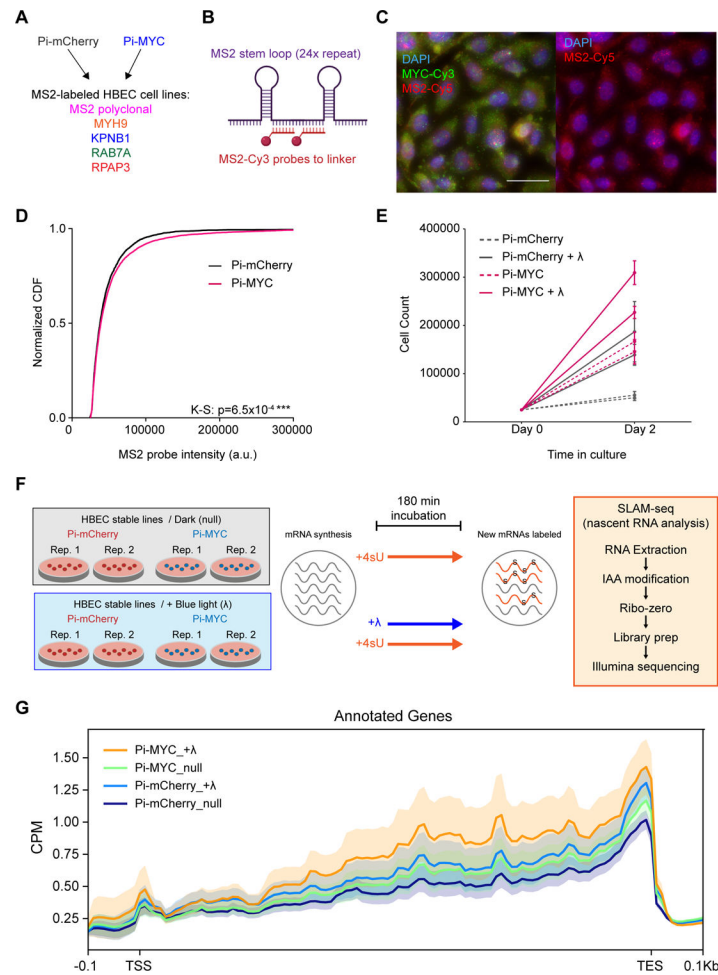 A
Pi-mCherry
Pi-MYC
MS2-labeled HBEC cell lines:
MS2 polyclonal
MYH9
KPNB1
RAB7A
RPAP3
B
MS2 stem loop (24x repeat)
MS2-Cy3 probes to linker
C
DAPI
MYC-Cy3
MS2-Cy5
DAPI
MS2-Cy5
D
Normalized CDF
1.0
0.5
0
0
100000
200000
300000
Pi-mCherry
Pi-MYC
K-S: p=6.5x10-4 ***
MS2 probe intensity (a.u.)
E
Cell Count
400000
300000
200000
100000
0
Pi-mCherry
Pi-mCherry + λ
Pi-MYC
Pi-MYC + λ
Day 0
Day 2
Time in culture
F
HBEC stable lines / Dark (null)
Pi-mCherry
Pi-MYC
Rep. 1
Rep. 2
Rep. 1
Rep. 2
HBEC stable lines / + Blue light (λ)
Pi-mCherry
Pi-MYC
Rep. 1
Rep. 2
Rep. 1
Rep. 2
mRNA synthesis
180 min
incubation
+4sU
+λ
+4sU
New mRNAs labeled
SLAM-seq
(nascent RNA analysis)
RNA Extraction
IAA modification
Ribo-zero
Library prep
Illumina sequencing
G
Annotated Genes
CPM
1.50
1.25
1.00
0.75
0.50
0.25
Pi-MYC_+λ
Pi-MYC_null
Pi-mCherry_+λ
Pi-mCherry_null
-0.1
TSS
TES
0.1Kb